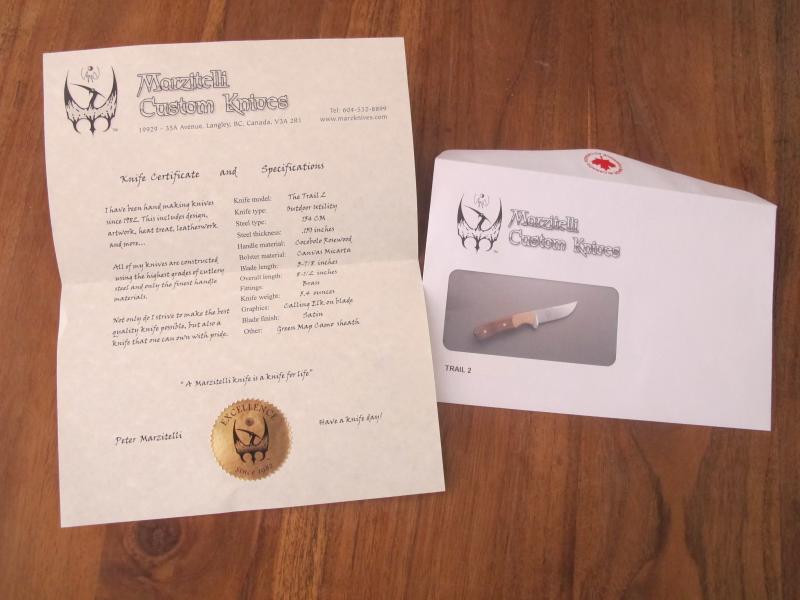 Marzitelli
Custom Knives
19929 - 35A Avenue, Langley, BC, Canada, V3A 2R1
Tel: 604-532-8899
www.marzknives.com
Knife Certificate and Specifications
I have been hand making knives
since 1982. This includes design,
artwork, heat treat, leatherwork
and more...
All of my knives are constructed
using the highest grades of cutlery
steel and only the finest handle
materials.
Not only do I strive to make the best
quality knife possible, but also a
knife that one can own with pride.
Knife model: The Trail 2
Knife type: Outdoor Utility
Steel type: 154 CM
Steel thickness: inches
Handle material: Cocobolo Rosewood
Bolster material: Canvas Micarta
Blade length: 3-7/8 inches
Overall length: 8-1/2 inches
Fittings: Brass
Knife weight: 5.4 ounces
Graphics: Calling Elk on blade
Blade finish: Satin
Other: Green Map Camo sheath
"A Marzitelli knife is a knife for life"
Peter Marzitelli
EXCELLENCE
Since 1982
Have a knife day!
Marzitelli
Custom Knives
TRAIL 2